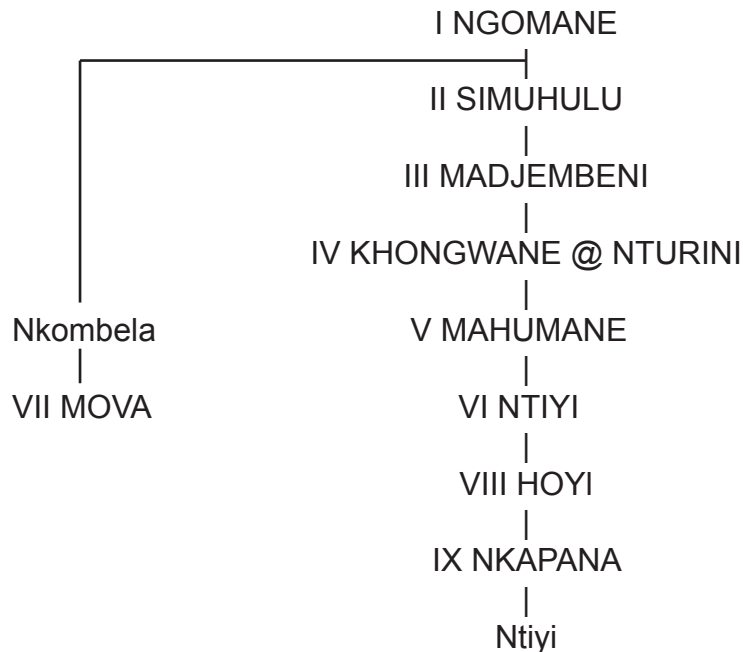 I NGOMANE
II SIMUHULU
III MADJEMBENI
IV KHONGWANE @ NTURINI
Nkombela
V MAHUMANE
VII MOVA
VI NTIYI
VIII HOYI
IX NKAPANA
Ntiyi